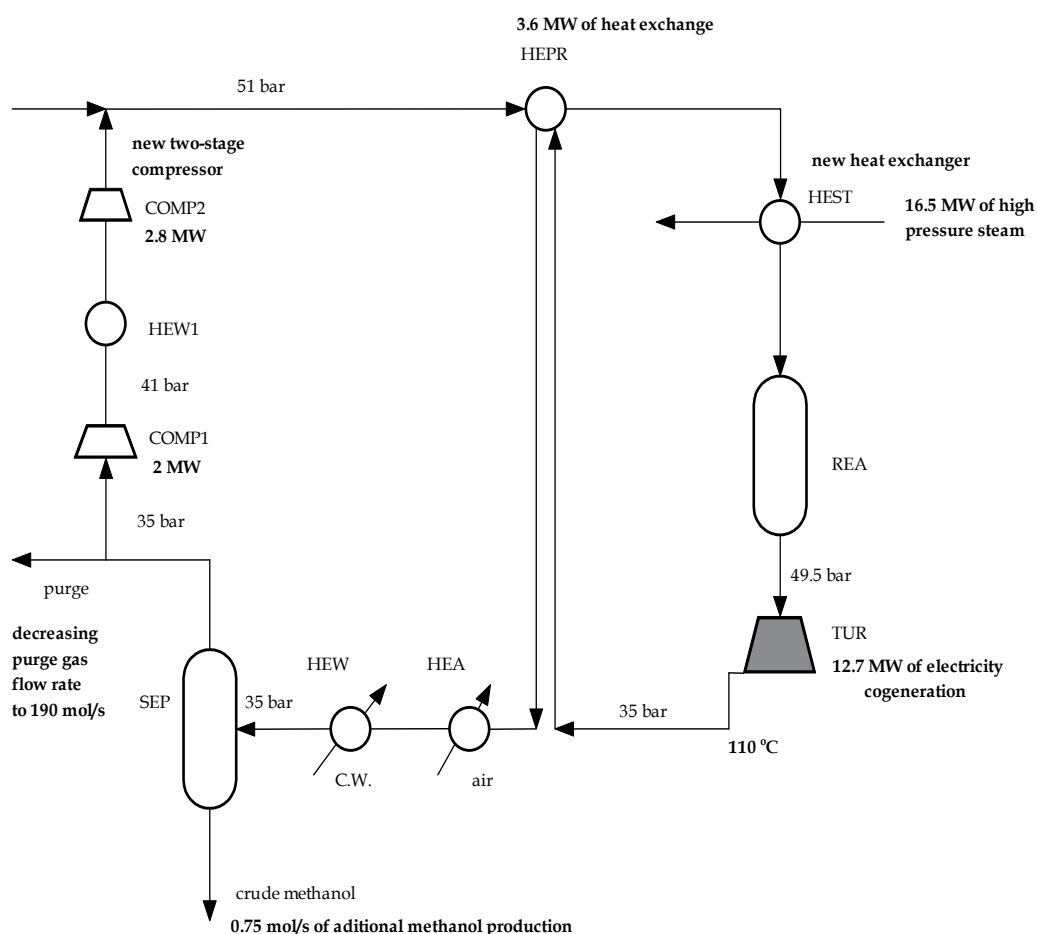 3.6 MW of heat exchange
HEPR
51 bar
new two-stage
compressor
COMP2
2.8 MW
new heat exchanger
HEST
16.5 MW of high
pressure steam
HEW1
41 bar
COMP1
2 MW
REA
35 bar
49.5 bar
purge
TUR
12.7 MW of electricity
cogeneration
decreasing
purge gas
flow rate
to 190 mol/s
HEW
HEA
SEP
35 bar
35 bar
110 ºC
C.W.
air
crude methanol
0.75 mol/s of aditional methanol production